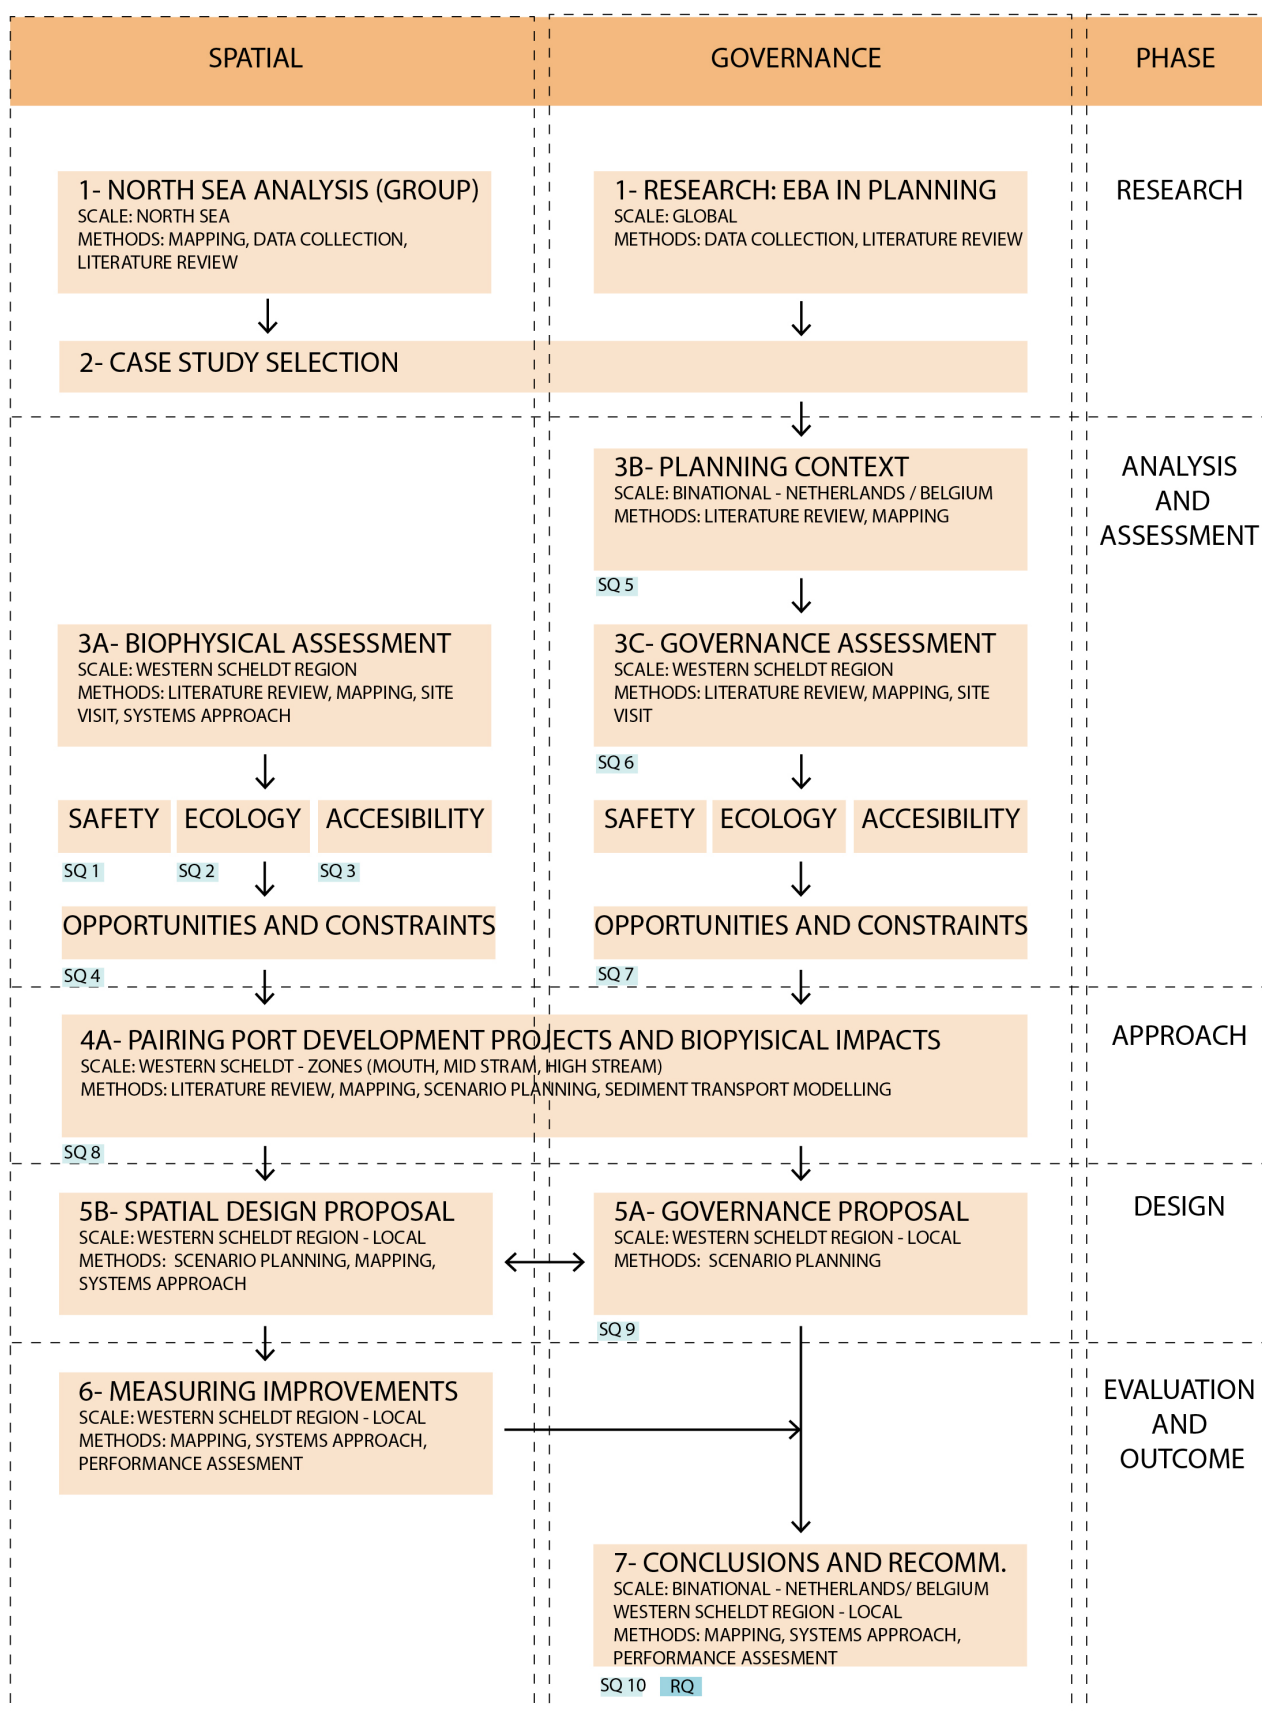 SPATIAL
GOVERNANCE
PHASE
1- NORTH SEA ANALYSIS (GROUP)
SCALE: NORTH SEA
METHODS: MAPPING, DATA COLLECTION,
LITERATURE REVIEW
1- RESEARCH: EBA IN PLANNING
SCALE: GLOBAL
METHODS: DATA COLLECTION, LITERATURE REVIEW
RESEARCH
2- CASE STUDY SELECTION
3B- PLANNING CONTEXT
SCALE: BINATIONAL - NETHERLANDS / BELGIUM
METHODS: LITERATURE REVIEW, MAPPING
SQ 5
ANALYSIS
AND
ASSESSMENT
3A- BIOPHYSICAL ASSESSMENT
SCALE: WESTERN SCHELDT REGION
METHODS: LITERATURE REVIEW, MAPPING, SITE
VISIT, SYSTEMS APPROACH
3C- GOVERNANCE ASSESSMENT
SCALE: WESTERN SCHELDT REGION
METHODS: LITERATURE REVIEW, MAPPING, SITE
VISIT
SQ 6
SAFETY
ECOLOGY
ACCESIBILITY
SQ 1
SQ 2
SQ 3
SAFETY
ECOLOGY
ACCESIBILITY
OPPORTUNITIES AND CONSTRAINTS
SQ 4
OPPORTUNITIES AND CONSTRAINTS
SQ 7
4A- PAIRING PORT DEVELOPMENT PROJECTS AND BIOPYISICAL IMPACTS
SCALE: WESTERN SCHELDT - ZONES (MOUTH, MID STRAM, HIGH STREAM)
METHODS: LITERATURE REVIEW, MAPPING, SCENARIO PLANNING, SEDIMENT TRANSPORT MODELLING
SQ 8
APPROACH
5B- SPATIAL DESIGN PROPOSAL
SCALE: WESTERN SCHELDT REGION - LOCAL
METHODS:  SCENARIO PLANNING, MAPPING,
SYSTEMS APPROACH
5A- GOVERNANCE PROPOSAL
SCALE: WESTERN SCHELDT REGION - LOCAL
METHODS:  SCENARIO PLANNING
SQ 9
DESIGN
6- MEASURING IMPROVEMENTS
SCALE: WESTERN SCHELDT REGION - LOCAL
METHODS: MAPPING, SYSTEMS APPROACH,
PERFORMANCE ASSESMENT
EVALUATION
AND
OUTCOME
7- CONCLUSIONS AND RECOMM.
SCALE: BINATIONAL - NETHERLANDS/ BELGIUM
WESTERN SCHELDT REGION - LOCAL
METHODS: MAPPING, SYSTEMS APPROACH,
PERFORMANCE ASSESMENT
SQ 10
RQ